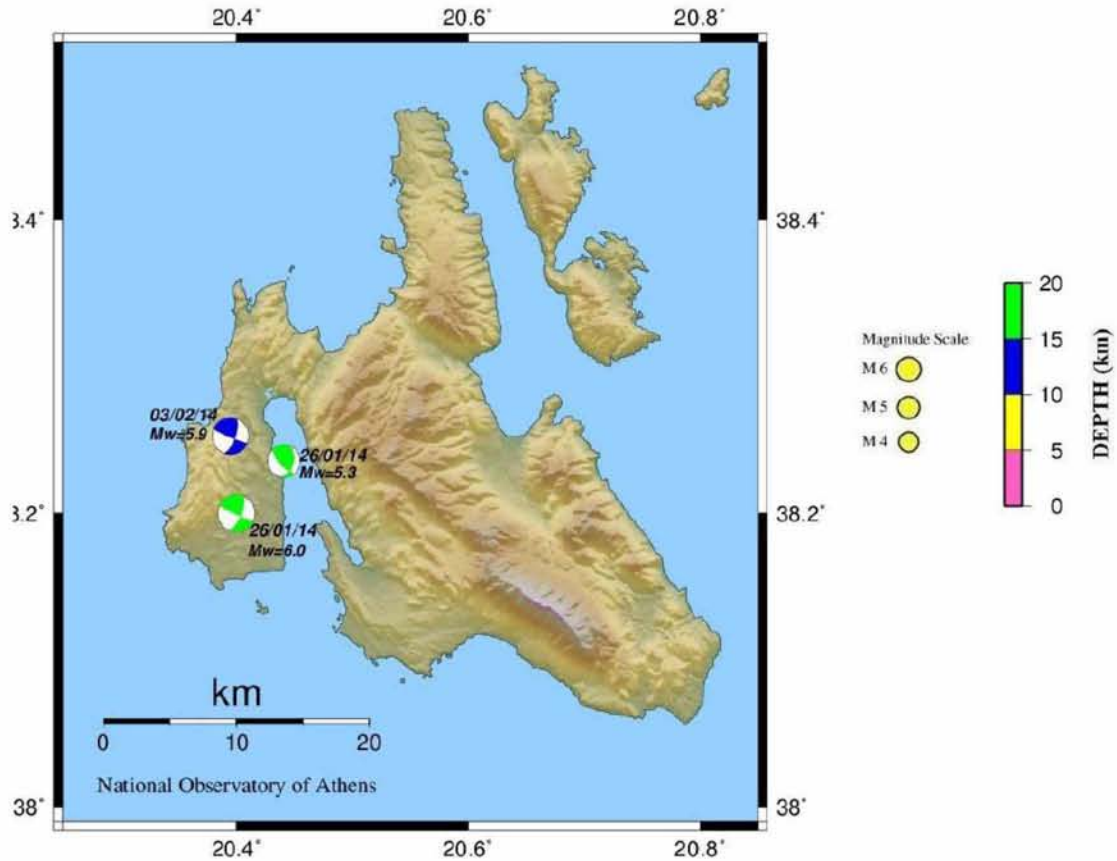 20.4° 20.6° 20.8°
3.4° 38.4°
3.2° 38.2°
38° 38°
20.4° 20.6° 20.8°
03/02/14
Mw=5.9
26/01/14
Mw=5.3
26/01/14
Mw=6.0
km
0 10 20
National Observatory of Athens
Magnitude Scale
M 6
M 5
M 4
20
15
10
5
0
DEPTH (km)